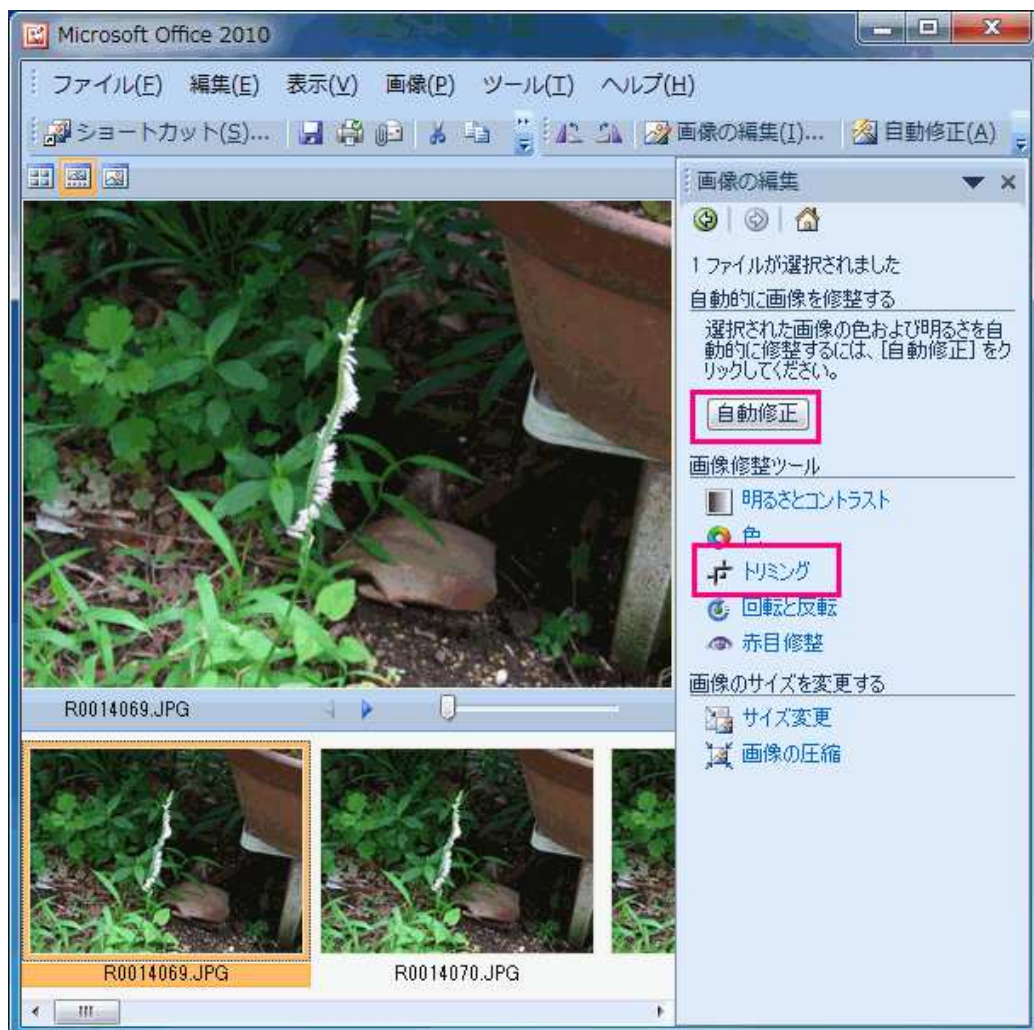 Microsoft Office 2010
ファイル(F) 編集(E) 表示(V) 画像(P) ツール(T) ヘルプ(H)
ショートカット(S)... 画像の編集(I)... 自動修正(A)
画像の編集
1 ファイルが選択されました
自動的に画像を修整する
選択された画像の色および明るさを自
動的に修整するには、[自動修正] をク
リックしてください。
自動修正
画像修整ツール
明るさとコントラスト
色
トリミング
回転と反転
赤目修整
画像のサイズを変更する
サイズ変更
画像の圧縮
R0014069.JPG
R0014069.JPG
R0014070.JPG